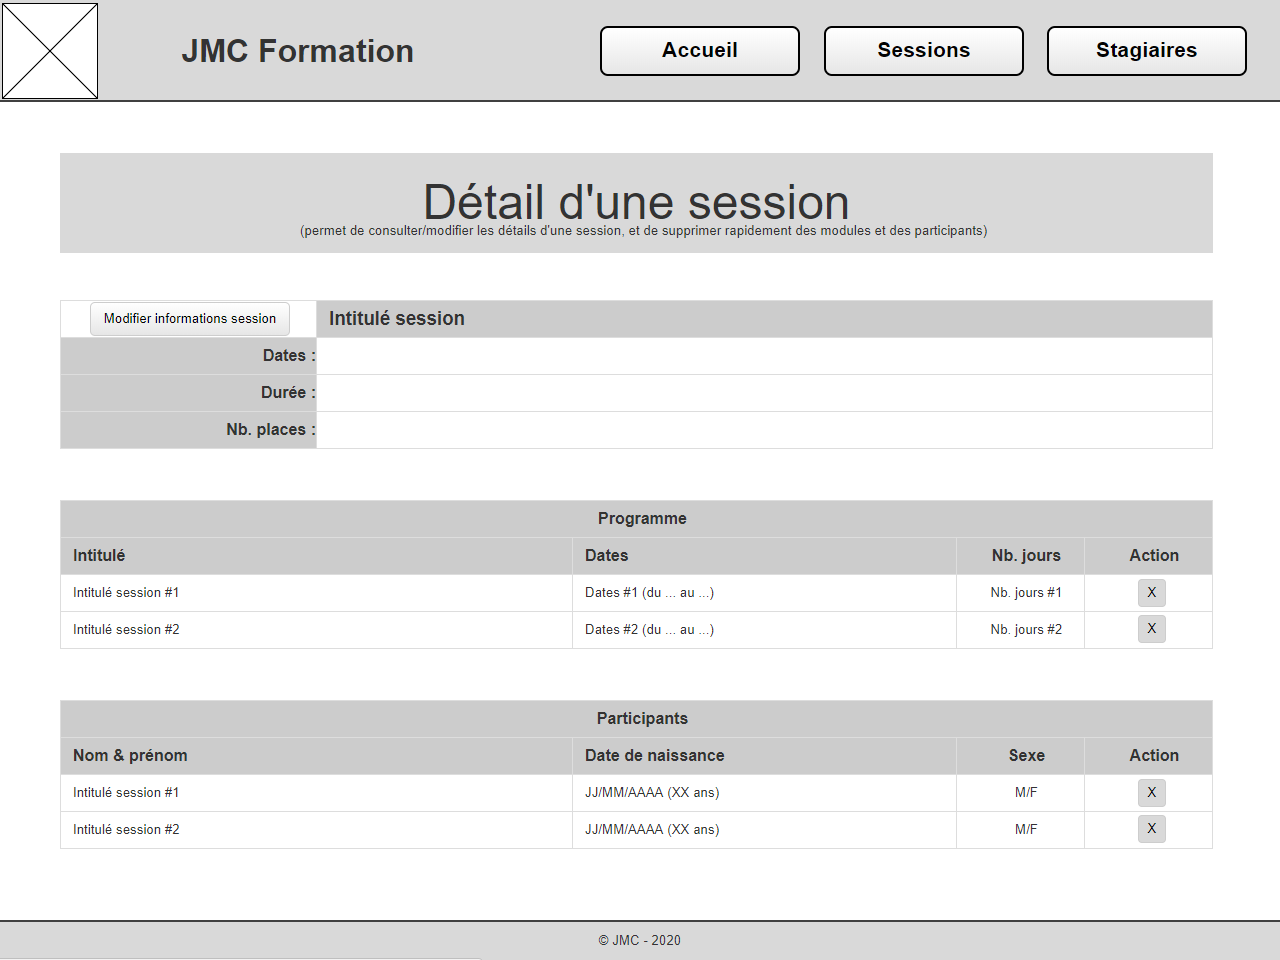 JMC Formation Accueil Sessions Stagiaires
Détail d'une session
(permet de consulter/modifier les détails d'une session, et de supprimer rapidement des modules et des participants)
Modifier informations session Intitulé session
Dates :
Durée :
Nb. places :
Programme
Intitulé Dates Nb. jours Action
Intitulé session #1 Dates #1 (du ... au ...) Nb. jours #1 X
Intitulé session #2 Dates #2 (du ... au ...) Nb. jours #2 X
Participants
Nom & prénom Date de naissance Sexe Action
Intitulé session #1 JJ/MM/AAAA (XX ans) M/F X
Intitulé session #2 JJ/MM/AAAA (XX ans) M/F X
© JMC - 2020